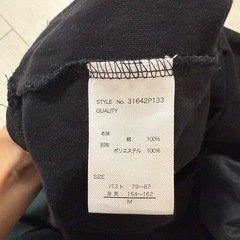 STYLE No. 31642P133
QUALITY
本体 綿 100%
別布 ポリエステル 100%
SIZE
バスト 79〜87
身長 154〜162
M